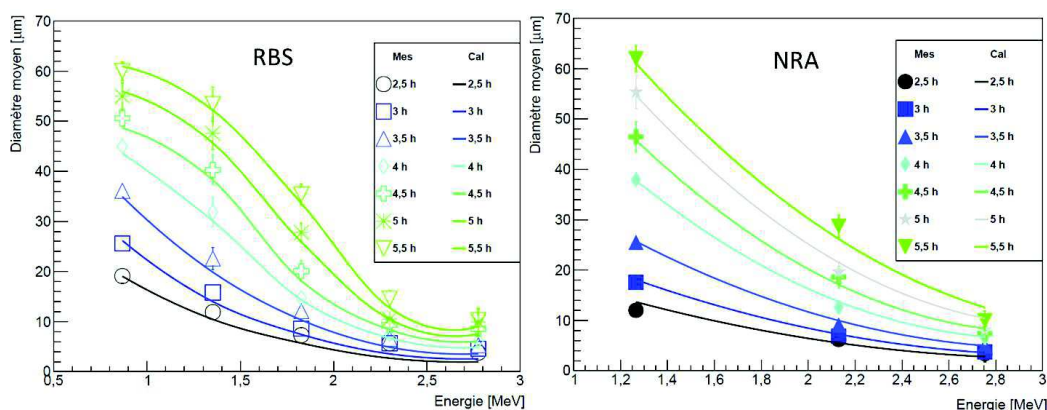 Diamètre moyen [µm]
70
60
50
40
30
20
10
0
0,5
1
1,5
2
2,5
3
Energie [MeV]
RBS
Mes Cal
2,5 h 2,5 h
3 h 3 h
3,5 h 3,5 h
4 h 4 h
4,5 h 4,5 h
5 h 5 h
5,5 h 5,5 h
Diamètre moyen [µm]
70
60
50
40
30
20
10
0
1
1,2
1,4
1,6
1,8
2
2,2
2,4
2,6
2,8
3
Energie [MeV]
NRA
Mes Cal
2,5 h 2,5 h
3 h 3 h
3,5 h 3,5 h
4 h 4 h
4,5 h 4,5 h
5 h 5 h
5,5 h 5,5 h